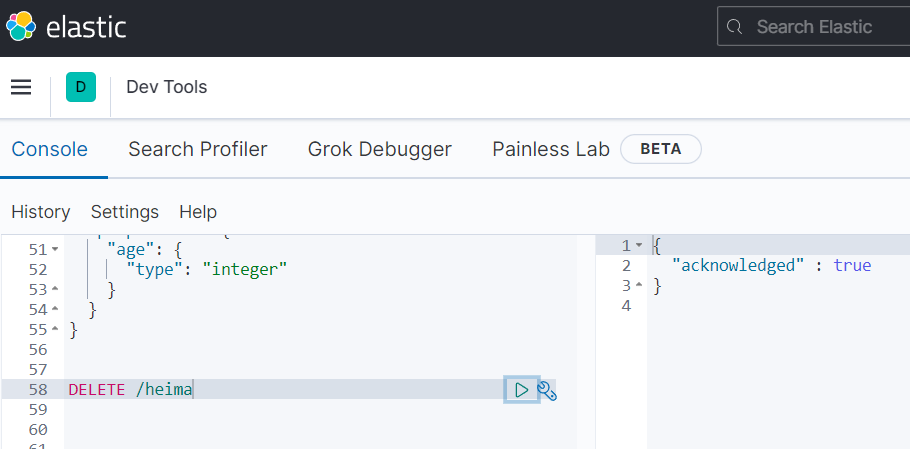 elastic
Search Elastic
D
Dev Tools
Console Search Profiler Grok Debugger Painless Lab BETA
History Settings Help
51 "age": {
52 "type": "integer"
53 }
54 }
55 }
56
57
58 DELETE /heima
59
60
61
1 {
2 "acknowledged" : true
3 }
4